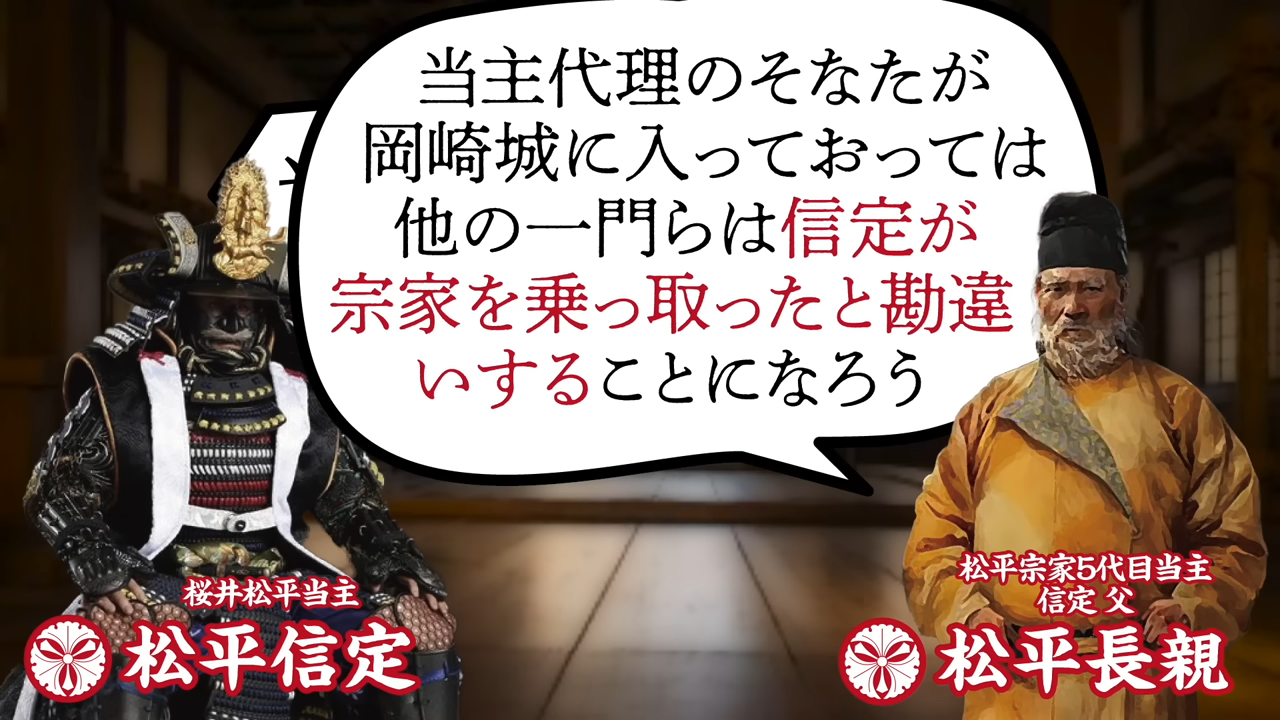 当主代理のそなたが
岡崎城に入っておっては
他の一門らは信定が
宗家を乗っ取ったと勘違
いすることになろう
桜井松平当主
松平信定
松平宗家5代目当主
信定 父
松平長親